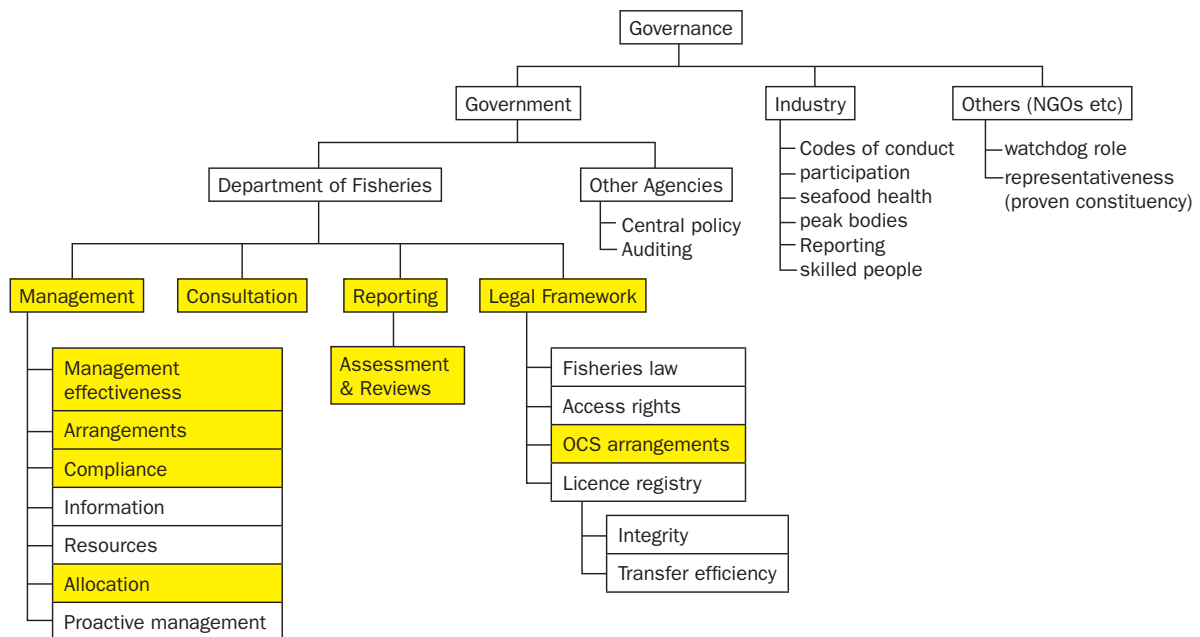 Governance
Government
Industry
Others (NGOs etc)
Codes of conduct
participation
seafood health
peak bodies
Reporting
skilled people
watchdog role
representativeness
(proven constituency)
Department of Fisheries
Other Agencies
Central policy
Auditing
Management
Consultation
Reporting
Legal Framework
Management
effectiveness
Arrangements
Compliance
Information
Resources
Allocation
Proactive management
Assessment
& Reviews
Fisheries law
Access rights
OCS arrangements
Licence registry
Integrity
Transfer efficiency